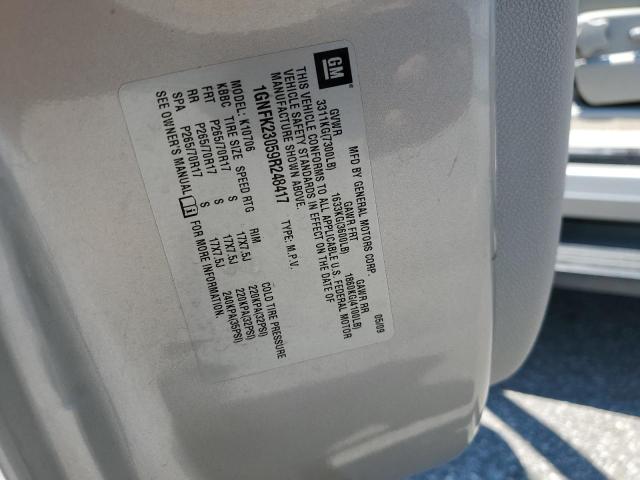 GM
MFD BY GENERAL MOTORS CORP. 05/09
GVWR GAWR FRT GAWR RR
3311KG(7300LB) 1633KG(3600LB) 1860KG(4100LB)
THIS VEHICLE CONFORMS TO ALL APPLICABLE U.S. FEDERAL MOTOR
VEHICLE SAFETY STANDARDS IN EFFECT ON THE DATE OF
MANUFACTURE SHOWN ABOVE.
1GNFK23059R248417 TYPE: M.P.V.
MODEL: K10706
KBBC TIRE SIZE SPEED RTG RIM COLD TIRE PRESSURE
FRT P265/70R17 S 17X7.5J 220KPA(32PSI)
RR P265/70R17 S 17X7.5J 220KPA(32PSI)
SPA P265/70R17 S 17X7.5J 240KPA(35PSI)
SEE OWNER'S MANUAL FOR MORE INFORMATION.